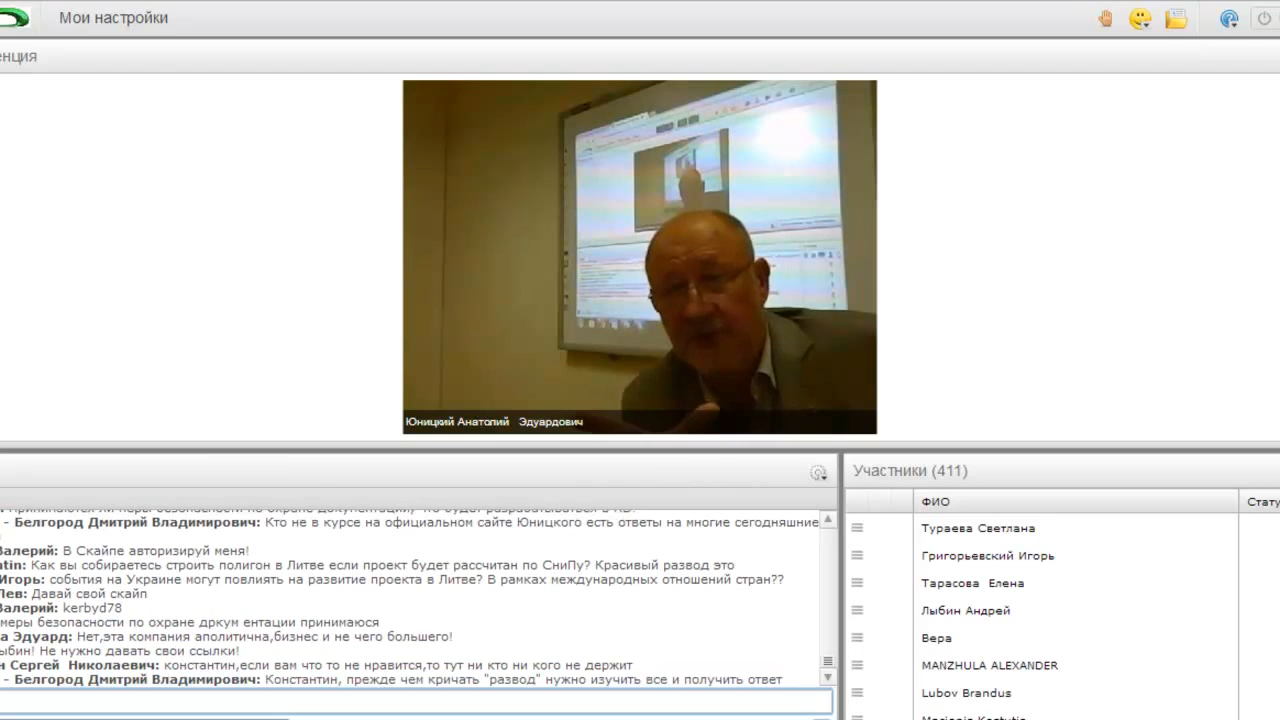 Мои настройки
енция
Юницкий Анатолий Эдуардович
Участники (411)
ФИО
Стату
- Белгород Дмитрий Владимирович: Кто не в курсе на официальном сайте Юницкого есть ответы на многие сегодняшние
Валерий: В Скайпе авторизируй меня!
atin: Как вы собираетесь строить полигон в Литве если проект будет рассчитан по СниПу? Красивый развод это
Игорь: события на Украине могут повлиять на развитие проекта в Литве? В рамках международных отношений стран??
Лев: Давай свой скайп
Валерий: kerbyd78
меры безопасности по охране дркум ентации принимаюся
а Эдуард: Нет,эта компания аполитична,бизнес и не чего большего!
ыбин! Не нужно давать свои ссылки!
н Сергей Николаевич: константин,если вам что то не нравится,то тут ни кто ни кого не держит
- Белгород Дмитрий Владимирович: Константин, прежде чем кричать "развод" нужно изучить все и получить ответ
Тураева Светлана
Григорьевский Игорь
Тарасова Елена
Лыбин Андрей
Вера
MANZHULA ALEXANDER
Lubov Brandus